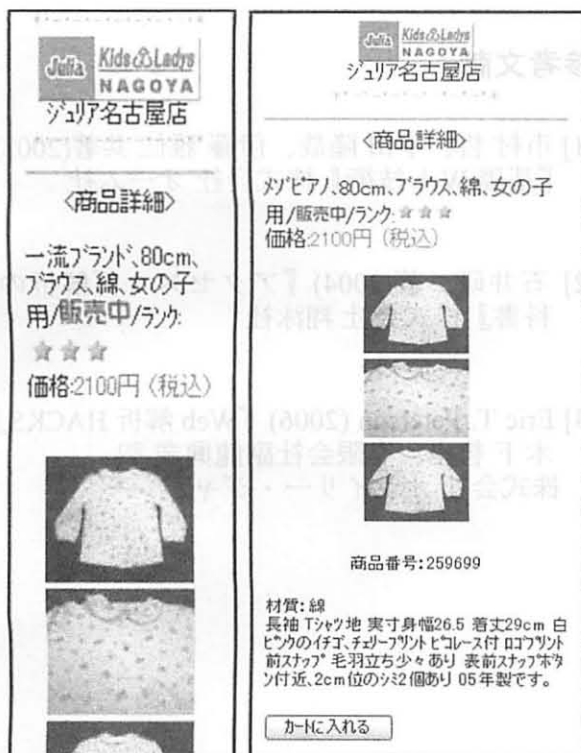 Julia
Kids & Ladys
NAGOYA
ジュリア名古屋店
<商品詳細>
一流ブランド、80cm、
ブラウス、綿、女の子
用/販売中/ランク:
★★★
価格:2100円 (税込)
Julia
Kids & Ladys
NAGOYA
ジュリア名古屋店
<商品詳細>
メゾピアノ、80cm、ブラウス、綿、女の子
用/販売中/ランク:★★★
価格:2100円 (税込)
商品番号:259699
材質:綿
長袖 Tシャツ地 実寸身幅26.5 着丈29cm 白
ピンクのイチゴ、チェリープリント ピコレース付 ロゴプリント
前スナップ 毛羽立ち少々あり 表前スナップボタ
ン付近、2cm位のシミ2個あり 05年製です。
カートに入れる